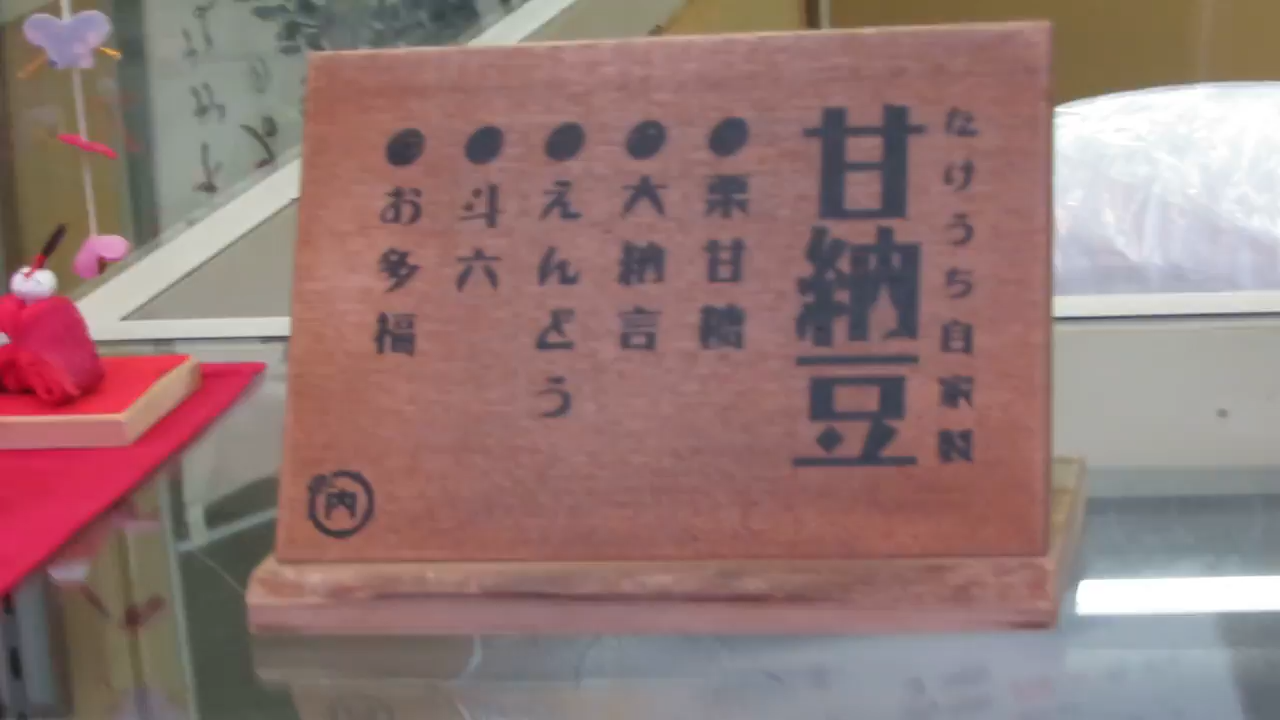 なけうち自家製
甘納豆
●栗甘納
●大納言
●えんどう
●斗六
●お多福
内